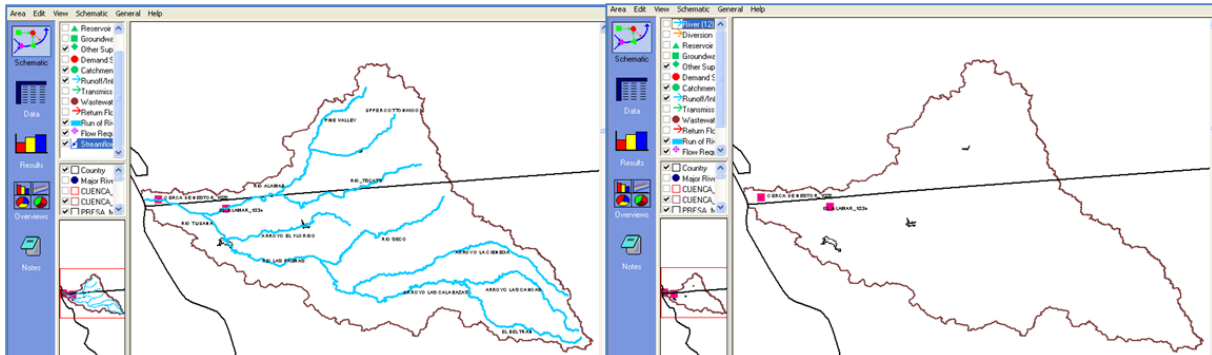 Area Edit View Schematic General Help
Schematic
Data
Results
Overviews
Notes
Reservoir
Groundwa
Other Sup
Demand S
Catchmen
Runoff/Inf
Transmiss
Wastewat
Return Flo
Run of Riv
Flow Requ
Streamflow
Country
Major Rive
CUENCA_
CUENCA_
PRESA_M
UPPER COTTONWOO
PINE VALLEY
RIO ALAMAR
RIO_TECATE
RIO TIJUANA
ARROYO EL FLORIDO
RIO SECO
RIO LAS PALMAS
ARROYO LA CIENEGA
ARROYO LAS CALABAZAS
ARROYO LAS CANOAS
EL BELTRAN
Area Edit View Schematic General Help
Schematic
Data
Results
Overviews
Notes
River (12)
Diversion
Reservoir
Groundwa
Other Sup
Demand S
Catchmen
Runoff/Inf
Transmiss
Wastewat
Return Flo
Run of Riv
Flow Requ
Country
Major Rive
CUENCA_
CUENCA_
PRESA_M